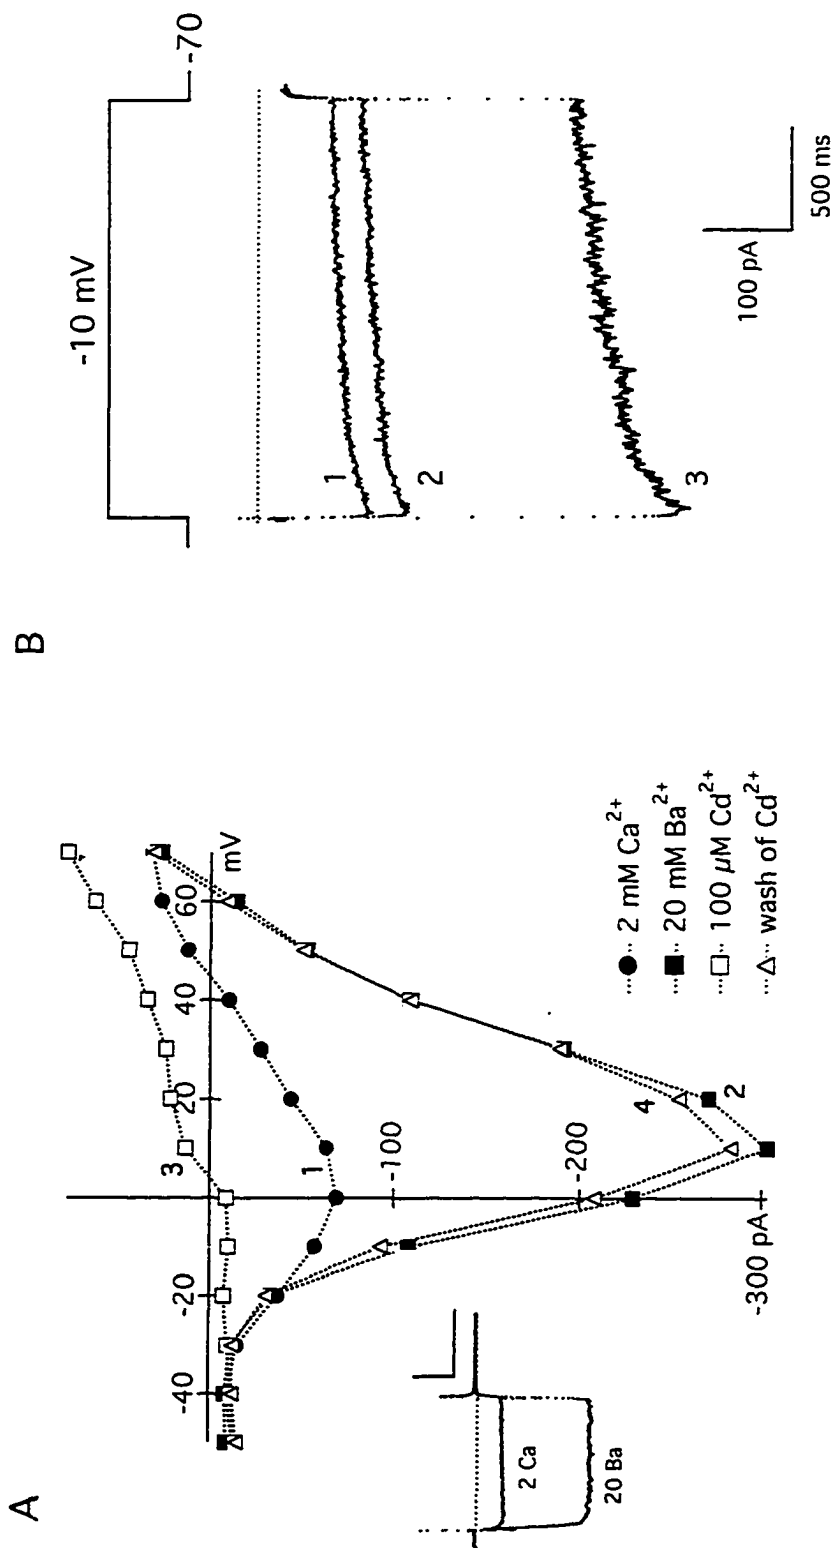 A
-40
-20
20
40
60
mV
3
1
-100
-200
-300 pA
4
2
2 Ca
20 Ba
2 mM Ca²⁺
20 mM Ba²⁺
100 µM Cd²⁺
wash of Cd²⁺
B
-10 mV
-70
1
2
3
100 pA
500 ms